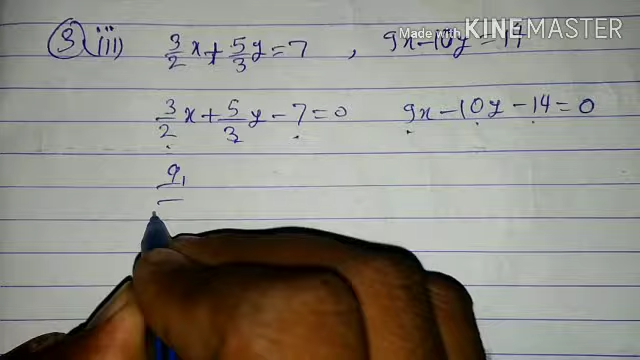 Made with KINEMASTER
3 (iii) 3/2 x + 5/3 y = 7 , 9x - 10y = 14
3/2 x + 5/3 y - 7 = 0 9x - 10y - 14 = 0
a₁